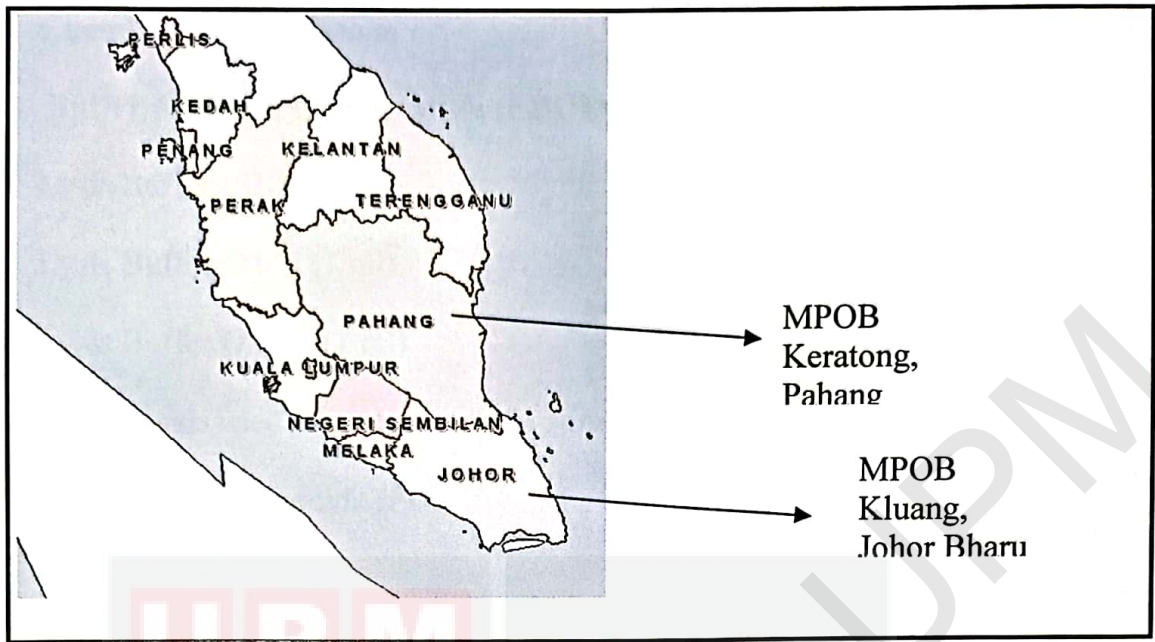 PERLIS
KEDAH
PENANG
KELANTAN
PERAK
TERENGGANU
PAHANG
KUALA LUMPUR
NEGERI SEMBILAN
MELAKA
JOHOR
MPOB
Keratong,
Pahang
MPOB
Kluang,
Johor Bharu
UPM
UPM